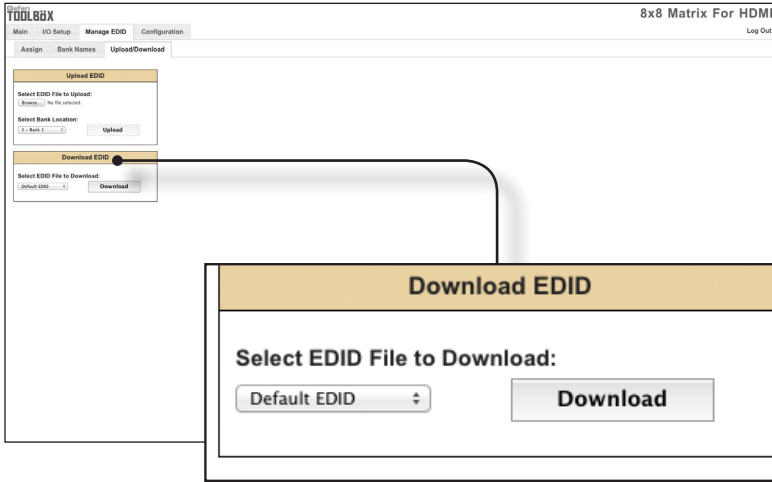 Gefen
TOOLBOX
8x8 Matrix For HDMI
Main I/O Setup Manage EDID Configuration
Log Out
Assign Bank Names Upload/Download
Upload EDID
Select EDID File to Upload:
Browse... No file selected.
Select Bank Location:
1 - Bank 1 Upload
Download EDID
Select EDID File to Download:
Default EDID Download
Download EDID
Select EDID File to Download:
Default EDID Download